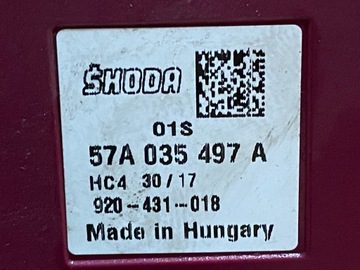 ŠKODA
01S
57A 035 497 A
HC4 30/17
920-431-018
Made in Hungary